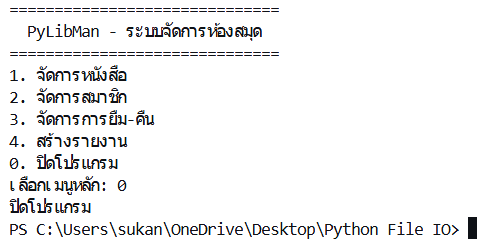 ==============================
PyLibMan - ระบบจัดการห้องสมุด
==============================
1. จัดการหนังสือ
2. จัดการสมาชิก
3. จัดการการยืม-คืน
4. สร้างรายงาน
0. ปิดโปรแกรม
เลือกเมนูหลัก: 0
ปิดโปรแกรม
PS C:\Users\sukan\OneDrive\Desktop\Python File IO>